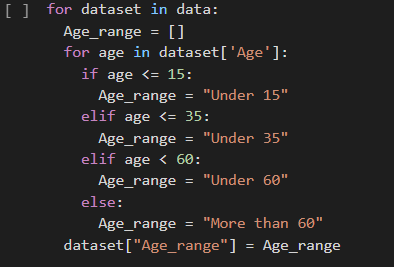 [ ] for dataset in data:
Age_range = []
for age in dataset['Age']:
if age <= 15:
Age_range = "Under 15"
elif age <= 35:
Age_range = "Under 35"
elif age < 60:
Age_range = "Under 60"
else:
Age_range = "More than 60"
dataset["Age_range"] = Age_range